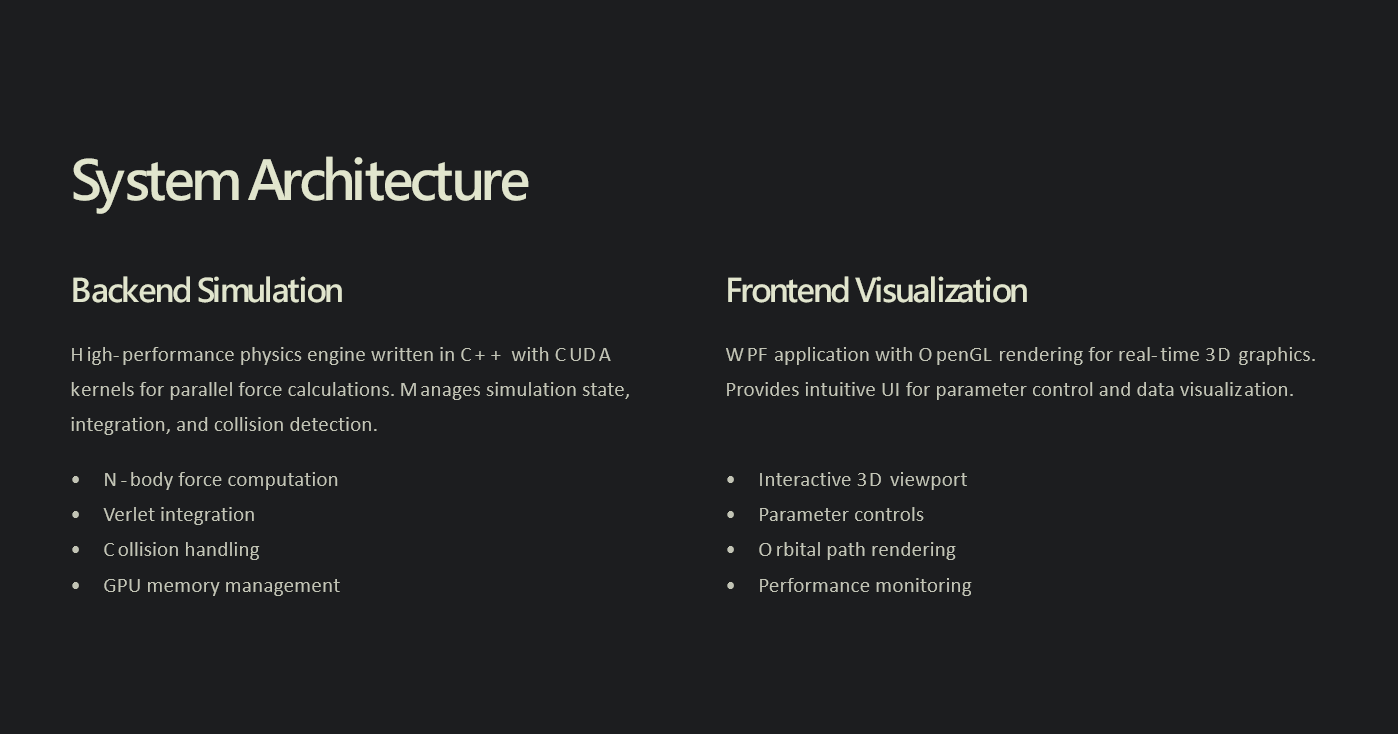 System Architecture
Backend Simulation
High-performance physics engine written in C++ with CUDA
kernels for parallel force calculations. Manages simulation state,
integration, and collision detection.
• N-body force computation
• Verlet integration
• Collision handling
• GPU memory management
Frontend Visualization
WPF application with OpenGL rendering for real-time 3D graphics.
Provides intuitive UI for parameter control and data visualization.
• Interactive 3D viewport
• Parameter controls
• Orbital path rendering
• Performance monitoring